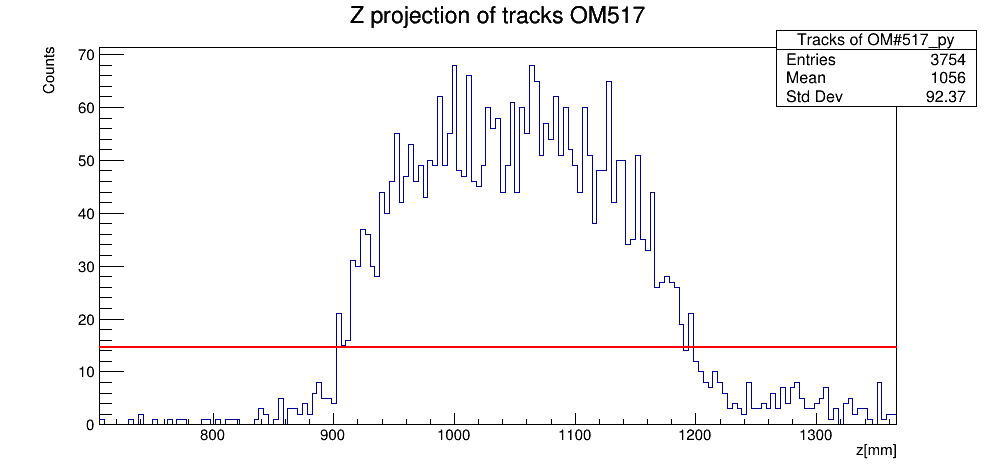 Z projection of tracks OM517
Tracks of OM#517_py
Entries 3754
Mean 1056
Std Dev 92.37
Counts
70
60
50
40
30
20
10
0
800 900 1000 1100 1200 1300
z[mm]